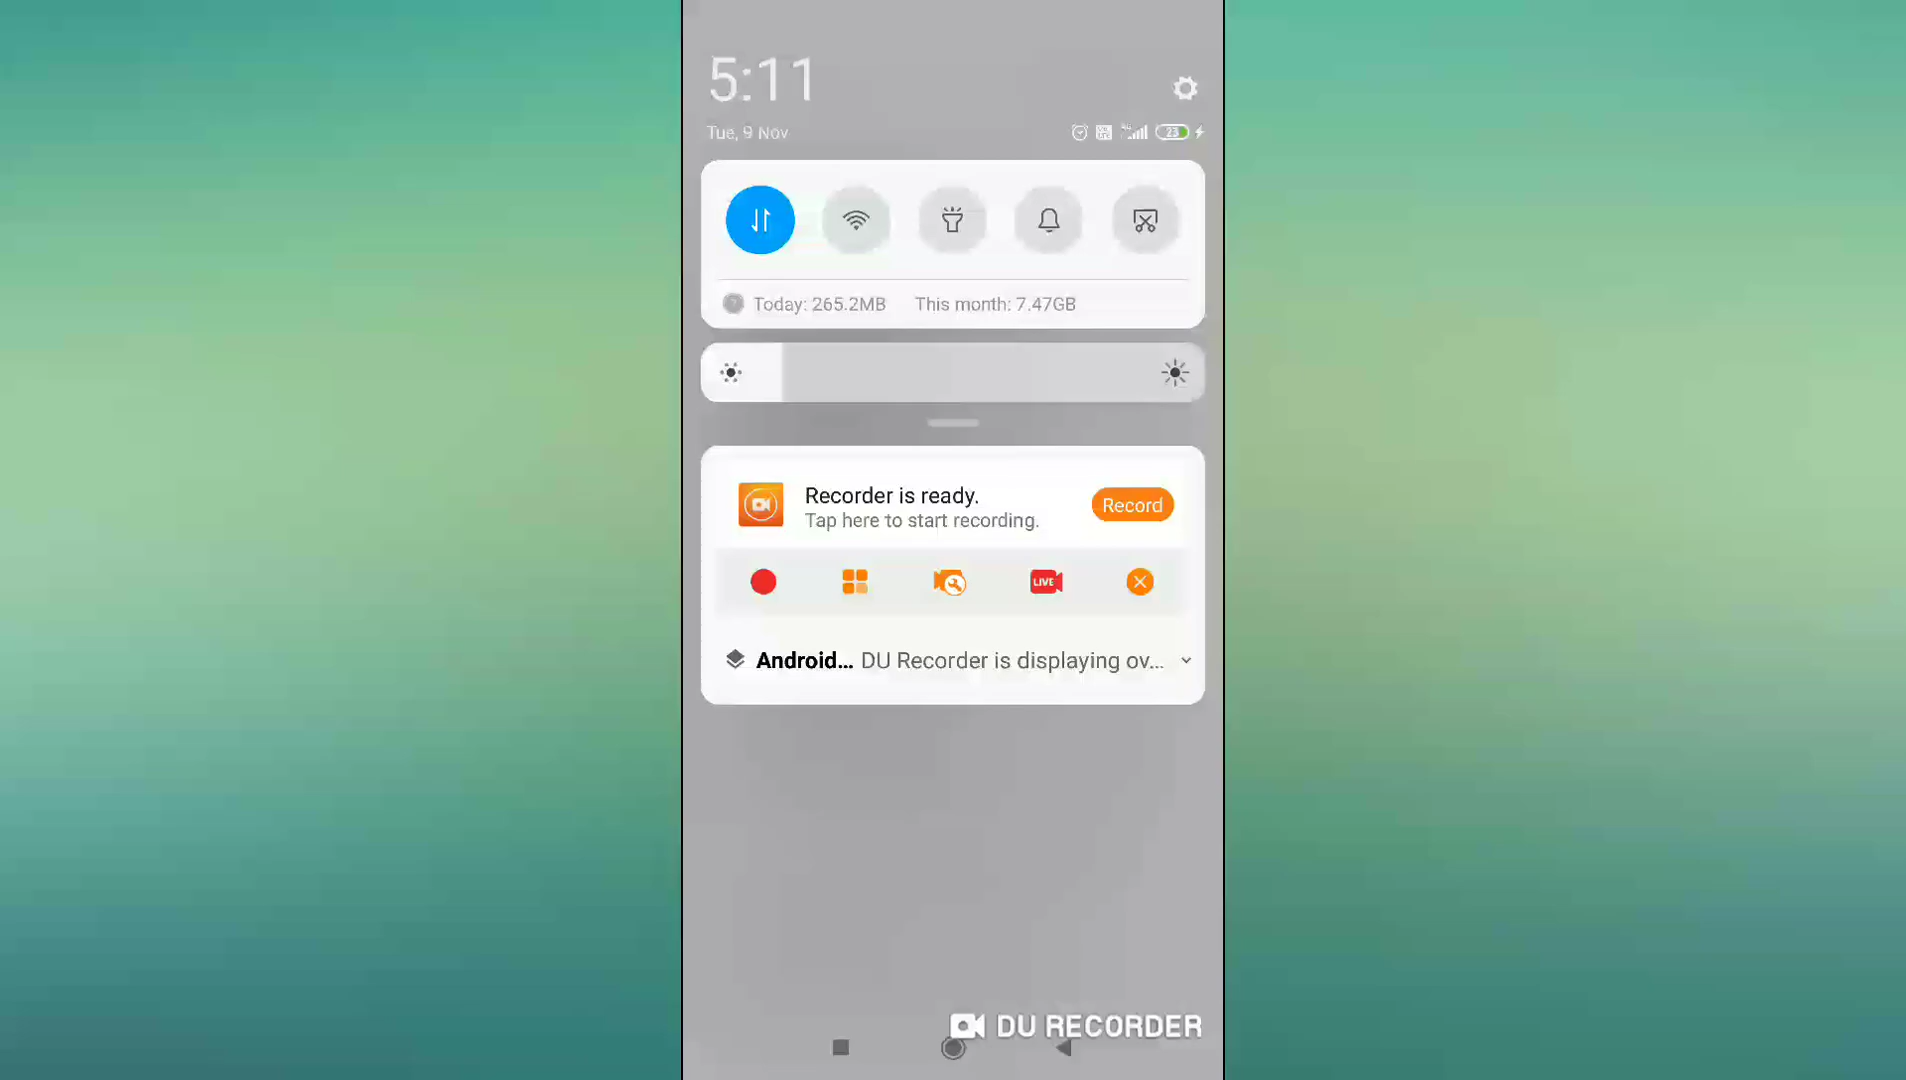 5:11
Tue, 9 Nov
23
Today: 265.2MB This month: 7.47GB
Recorder is ready.
Tap here to start recording.
Record
LIVE
Android... DU Recorder is displaying ov...
DU RECORDER